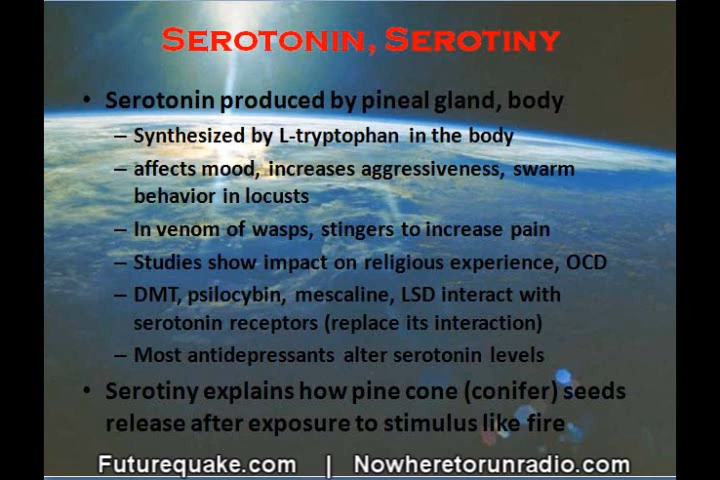 SEROTONIN, SEROTINY
• Serotonin produced by pineal gland, body
– Synthesized by L-tryptophan in the body
– affects mood, increases aggressiveness, swarm
behavior in locusts
– In venom of wasps, stingers to increase pain
– Studies show impact on religious experience, OCD
– DMT, psilocybin, mescaline, LSD interact with
serotonin receptors (replace its interaction)
– Most antidepressants alter serotonin levels
• Serotiny explains how pine cone (conifer) seeds
release after exposure to stimulus like fire
Futurequake.com | Nowheretorunradio.com